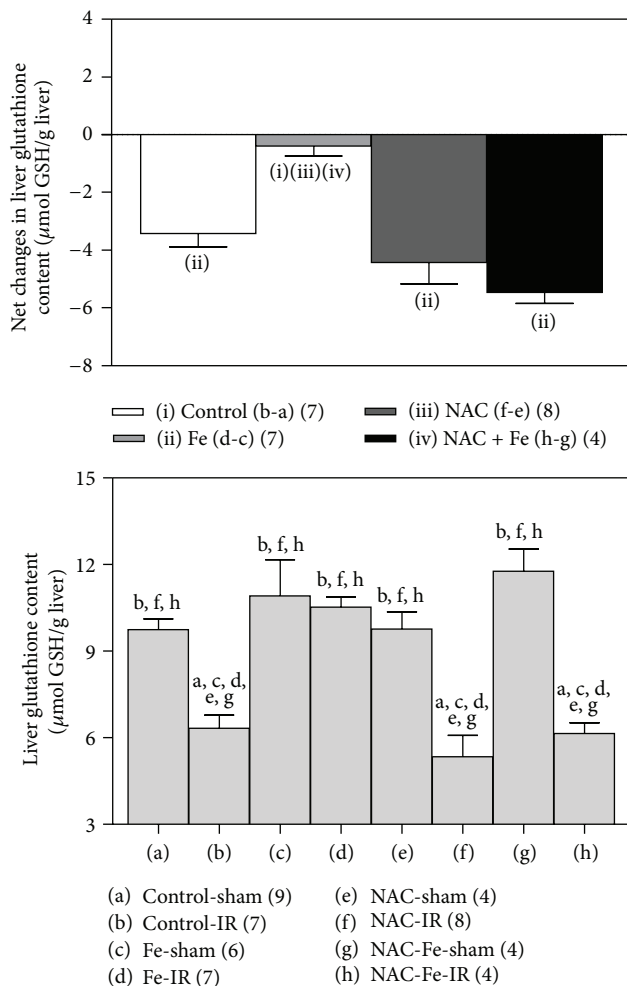 4
2
0
−2
−4
−6
−8
Net changes in liver glutathione
content (μmol GSH/g liver)
(ii)
(i)(iii)(iv)
(ii)
(ii)
(i) Control (b-a) (7)
(ii) Fe (d-c) (7)
(iii) NAC (f-e) (8)
(iv) NAC + Fe (h-g) (4)
15
12
9
6
3
Liver glutathione content
(μmol GSH/g liver)
b, f, h
a, c, d,
e, g
b, f, h
b, f, h
b, f, h
a, c, d,
e, g
b, f, h
a, c, d,
e, g
(a) (b) (c) (d) (e) (f) (g) (h)
(a) Control-sham (9)
(b) Control-IR (7)
(c) Fe-sham (6)
(d) Fe-IR (7)
(e) NAC-sham (4)
(f) NAC-IR (8)
(g) NAC-Fe-sham (4)
(h) NAC-Fe-IR (4)